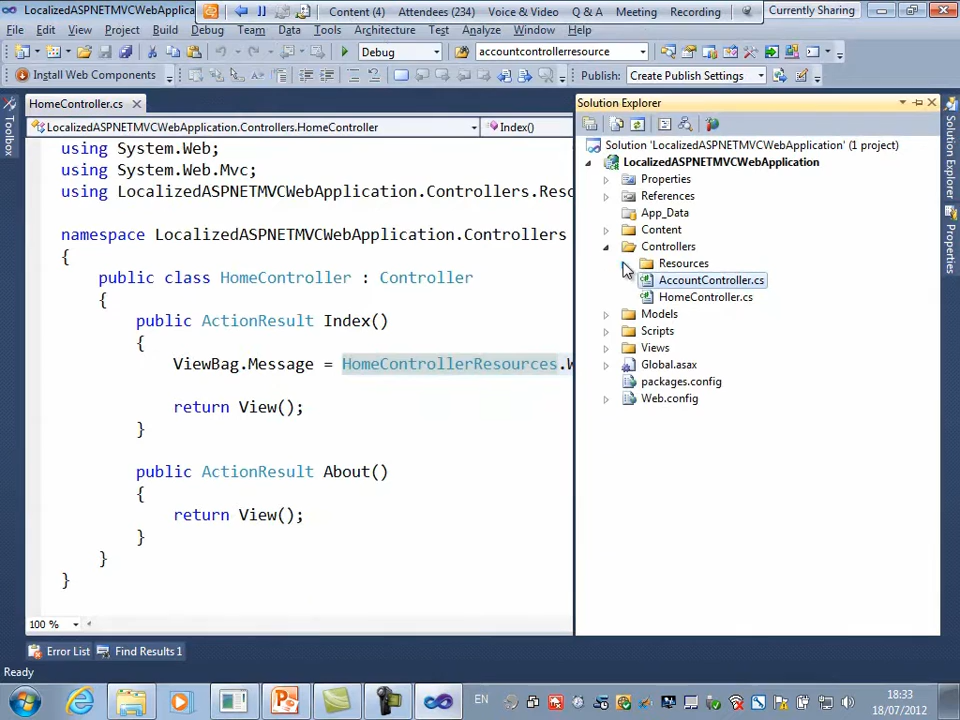 LocalizedASPNETMVCWebApplica
Content (4) Attendees (234) Voice & Video Q & A Meeting Recording Currently Sharing
File Edit View Project Build Debug Team Data Tools Architecture Test Analyze Window Help
Debug accountcontrollerresource
Install Web Components Publish: Create Publish Settings
Toolbox
HomeController.cs
LocalizedASPNETMVCWebApplication.Controllers.HomeController Index()
using System.Web;
using System.Web.Mvc;
using LocalizedASPNETMVCWebApplication.Controllers.Reso
namespace LocalizedASPNETMVCWebApplication.Controllers
{
public class HomeController : Controller
{
public ActionResult Index()
{
ViewBag.Message = HomeControllerResources.W
return View();
}
public ActionResult About()
{
return View();
}
}
}
100 %
Solution Explorer
Solution 'LocalizedASPNETMVCWebApplication' (1 project)
LocalizedASPNETMVCWebApplication
Properties
References
App_Data
Content
Controllers
Resources
AccountController.cs
HomeController.cs
Models
Scripts
Views
Global.asax
packages.config
Web.config
Solution Explorer
Properties
Error List Find Results 1
Ready
EN
18:33
18/07/2012